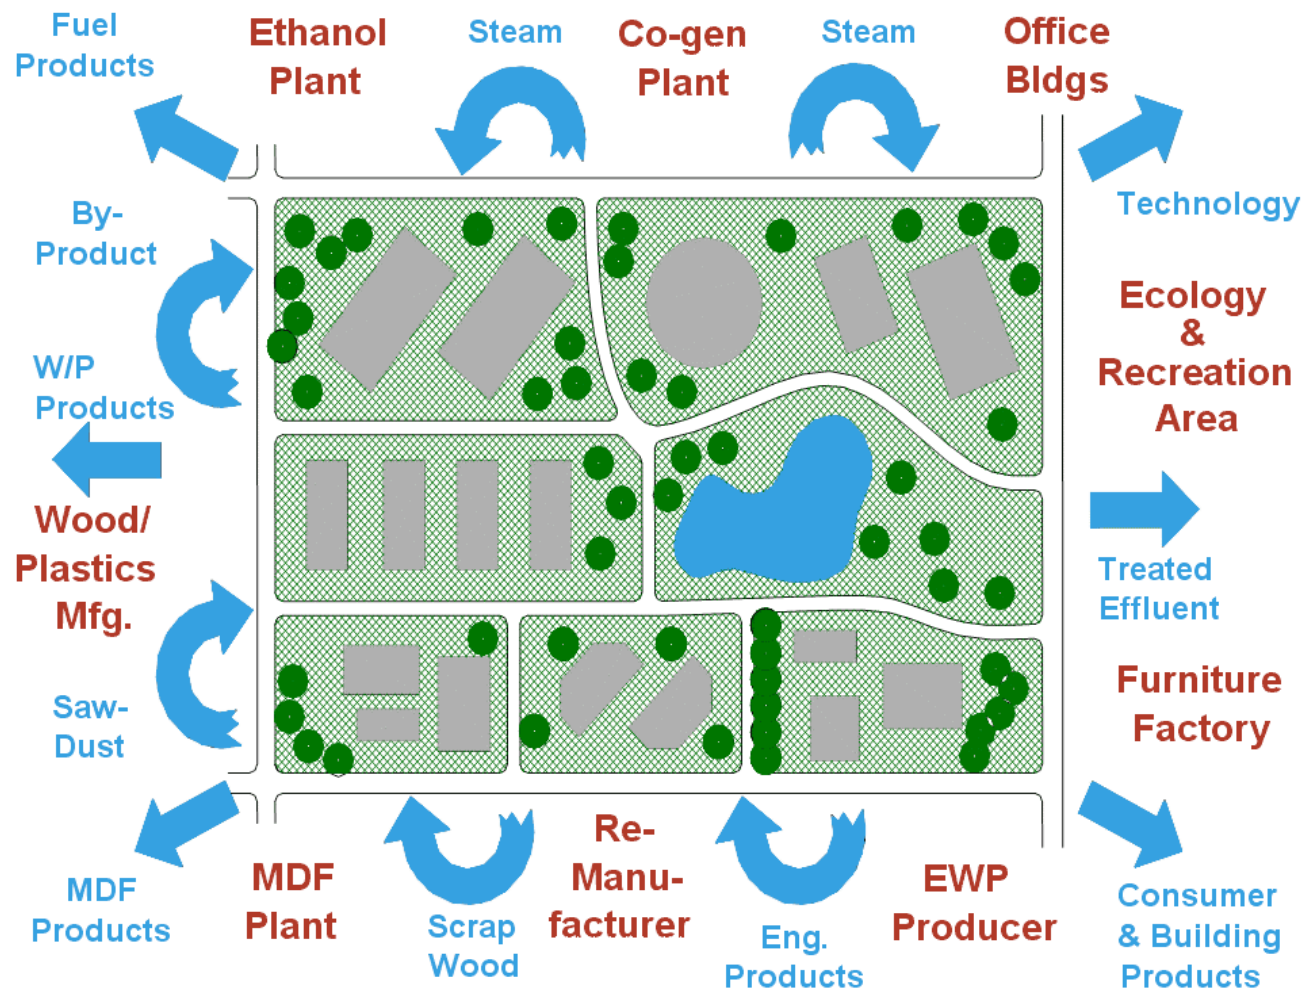 Fuel
Products
Ethanol
Plant
Steam
Co-gen
Plant
Steam
Office
Bldgs
Technology
By-
Product
Ecology
&
Recreation
Area
W/P
Products
Wood/
Plastics
Mfg.
Treated
Effluent
Furniture
Factory
Saw-
Dust
MDF
Products
MDF
Plant
Scrap
Wood
Re-
Manu-
facturer
Eng.
Products
EWP
Producer
Consumer
& Building
Products